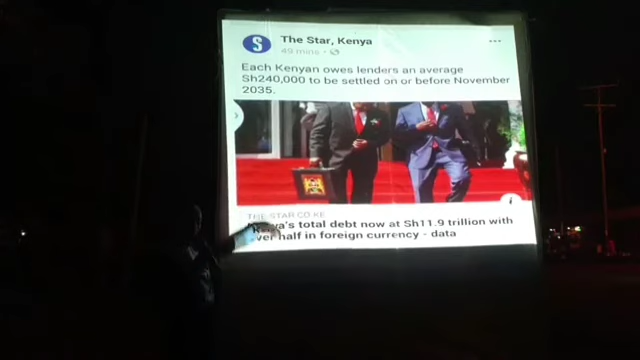 The Star, Kenya
49 mins
Each Kenyan owes lenders an average
Sh240,000 to be settled on or before November
2035.
THE-STAR.CO.KE
Kenya's total debt now at Sh11.9 trillion with
over half in foreign currency - data